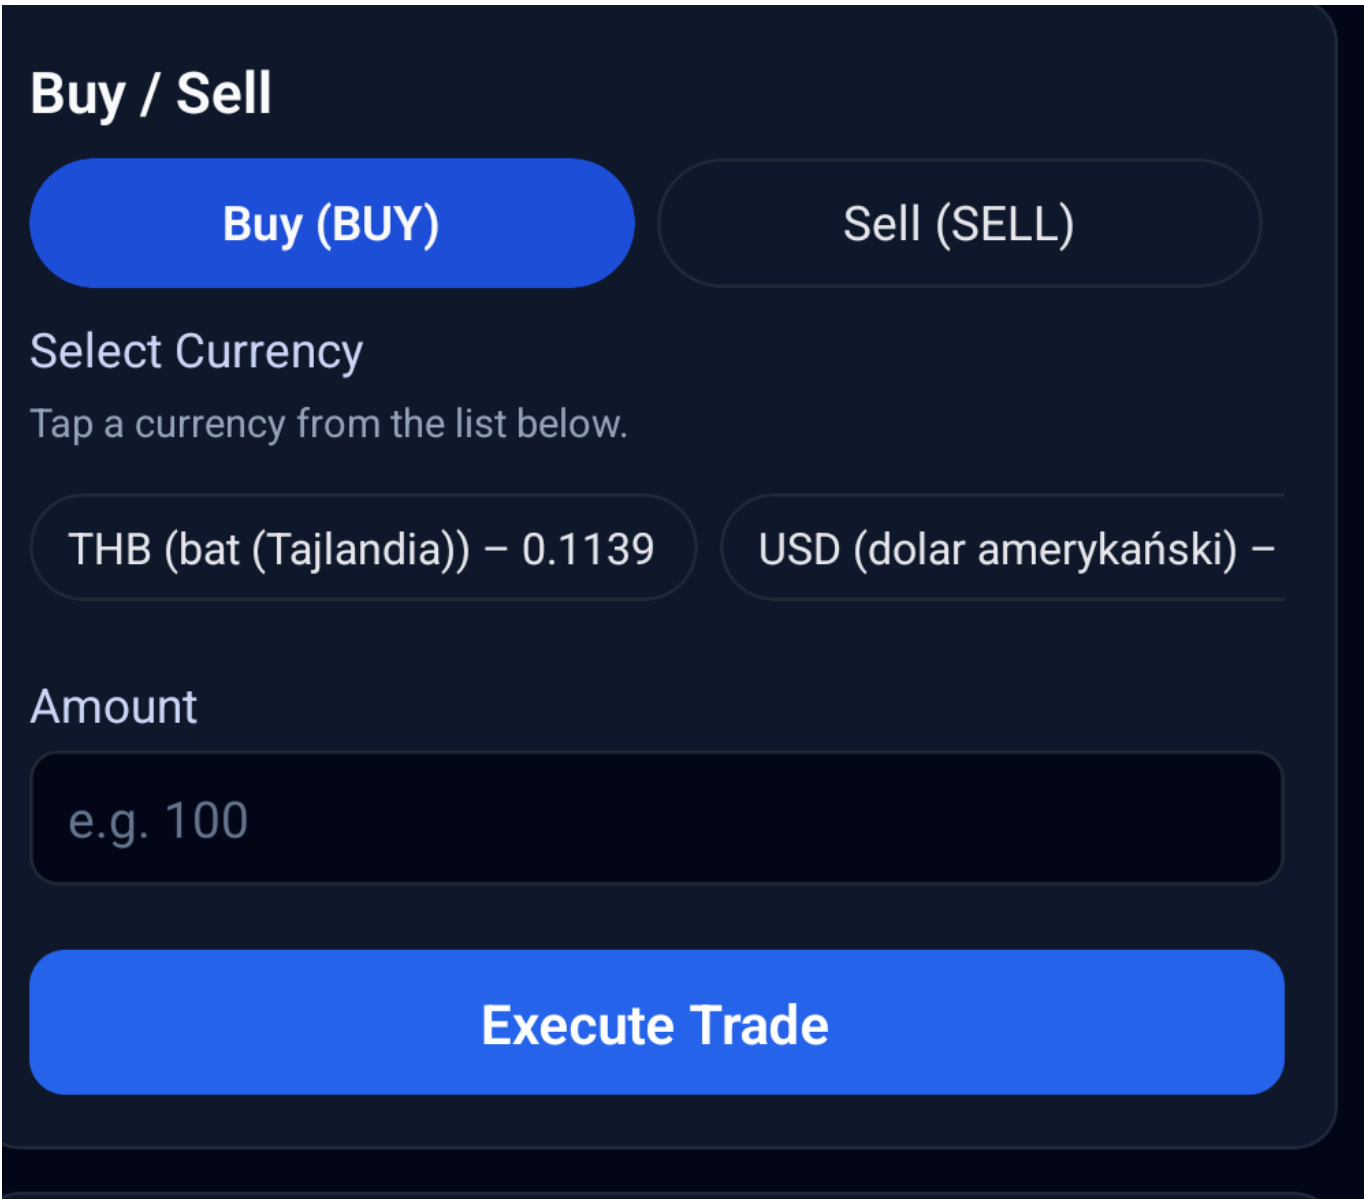 Buy / Sell
Buy (BUY) Sell (SELL)
Select Currency
Tap a currency from the list below.
THB (bat (Tajlandia)) – 0.1139 USD (dolar amerykański) –
Amount
e.g. 100
Execute Trade